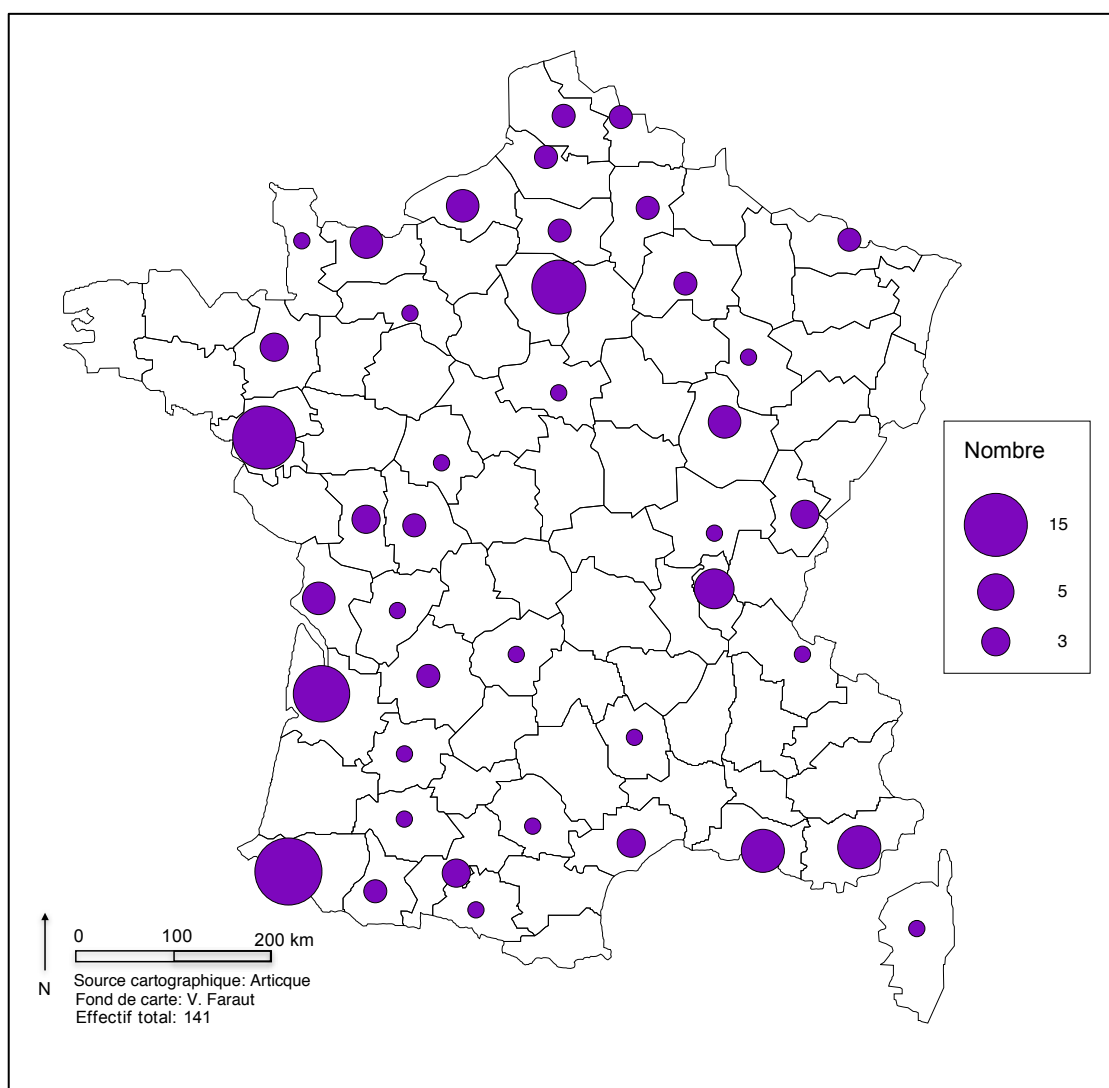 Nombre
15
5
3
0 100 200 km
N
Source cartographique: Articque
Fond de carte: V. Faraut
Effectif total: 141